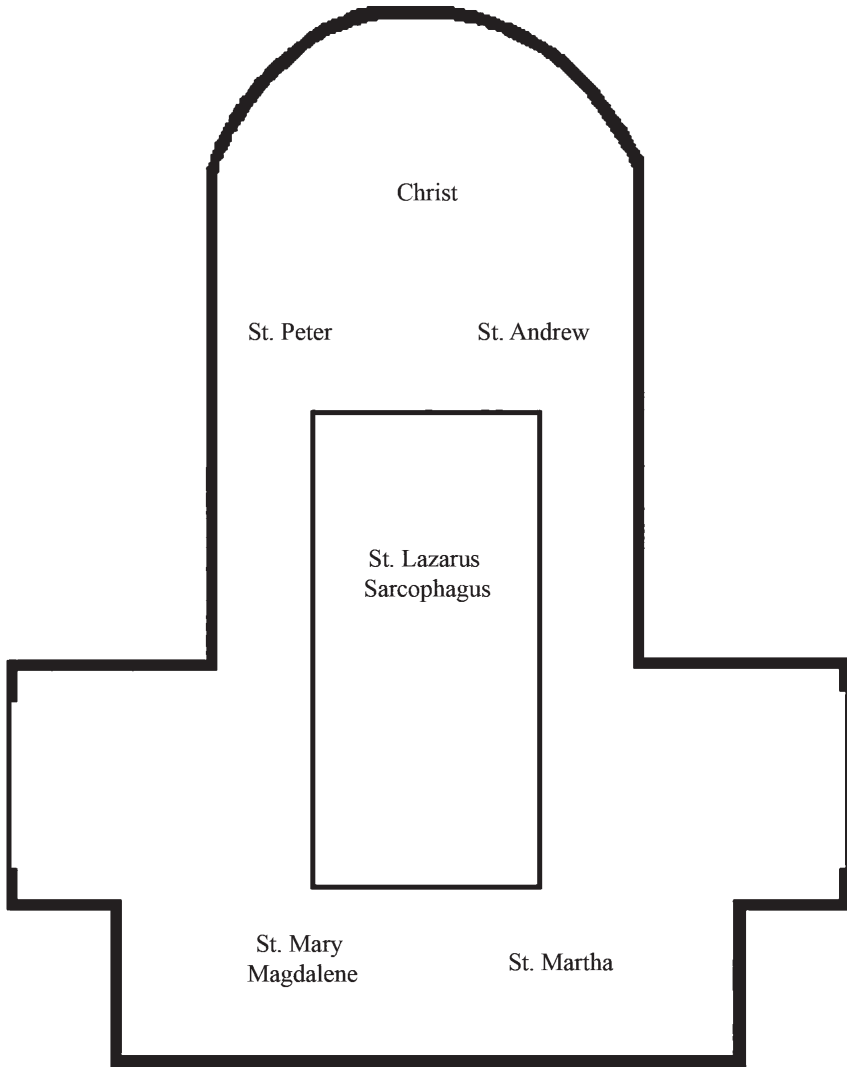 Christ
St. Peter
St. Andrew
St. Lazarus
Sarcophagus
St. Mary
Magdalene
St. Martha